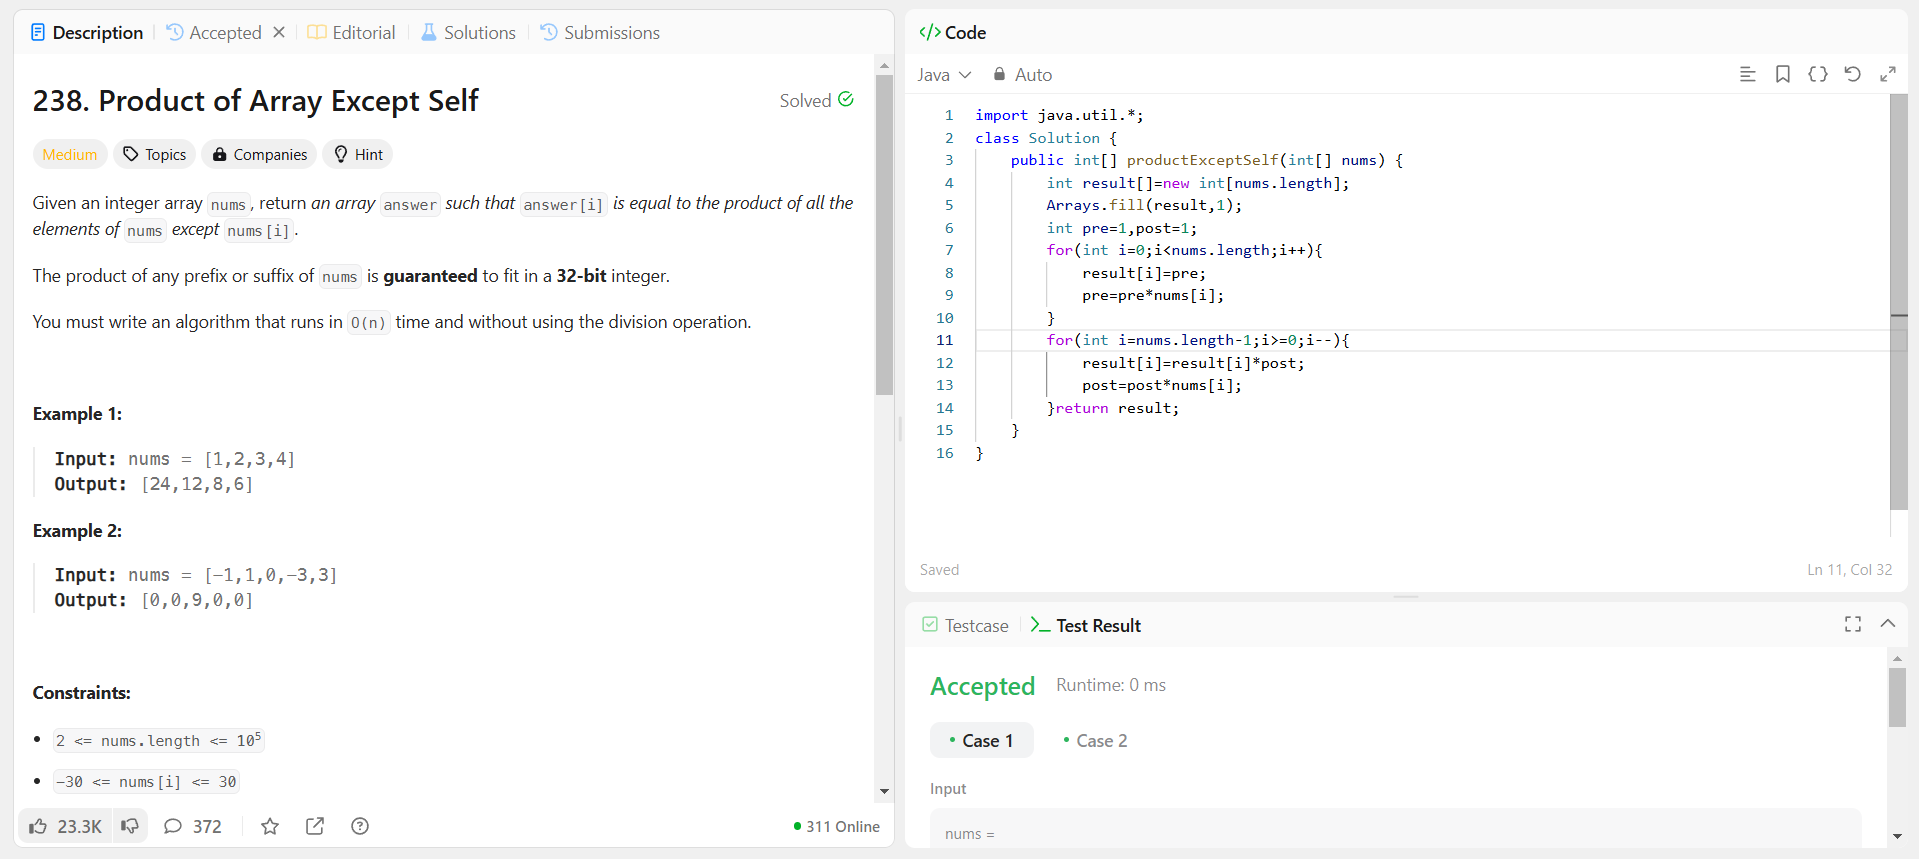 Description
Accepted
Editorial
Solutions
Submissions
238. Product of Array Except Self
Solved
Medium
Topics
Companies
Hint
Given an integer array nums, return an array answer such that answer[i] is equal to the product of all the
elements of nums except nums[i].
The product of any prefix or suffix of nums is guaranteed to fit in a 32-bit integer.
You must write an algorithm that runs in O(n) time and without using the division operation.
Example 1:
Input: nums = [1,2,3,4]
Output: [24,12,8,6]
Example 2:
Input: nums = [-1,1,0,-3,3]
Output: [0,0,9,0,0]
Constraints:
• 2 <= nums.length <= 10⁵
• -30 <= nums[i] <= 30
23.3K
372
311 Online
</> Code
Java
Auto
1 import java.util.*;
2 class Solution {
3 public int[] productExceptSelf(int[] nums) {
4 int result[]=new int[nums.length];
5 Arrays.fill(result,1);
6 int pre=1,post=1;
7 for(int i=0;i<nums.length;i++){
8 result[i]=pre;
9 pre=pre*nums[i];
10 }
11 for(int i=nums.length-1;i>=0;i--){
12 result[i]=result[i]*post;
13 post=post*nums[i];
14 }return result;
15 }
16 }
Saved
Ln 11, Col 32
Testcase
Test Result
Accepted
Runtime: 0 ms
• Case 1
• Case 2
Input
nums =